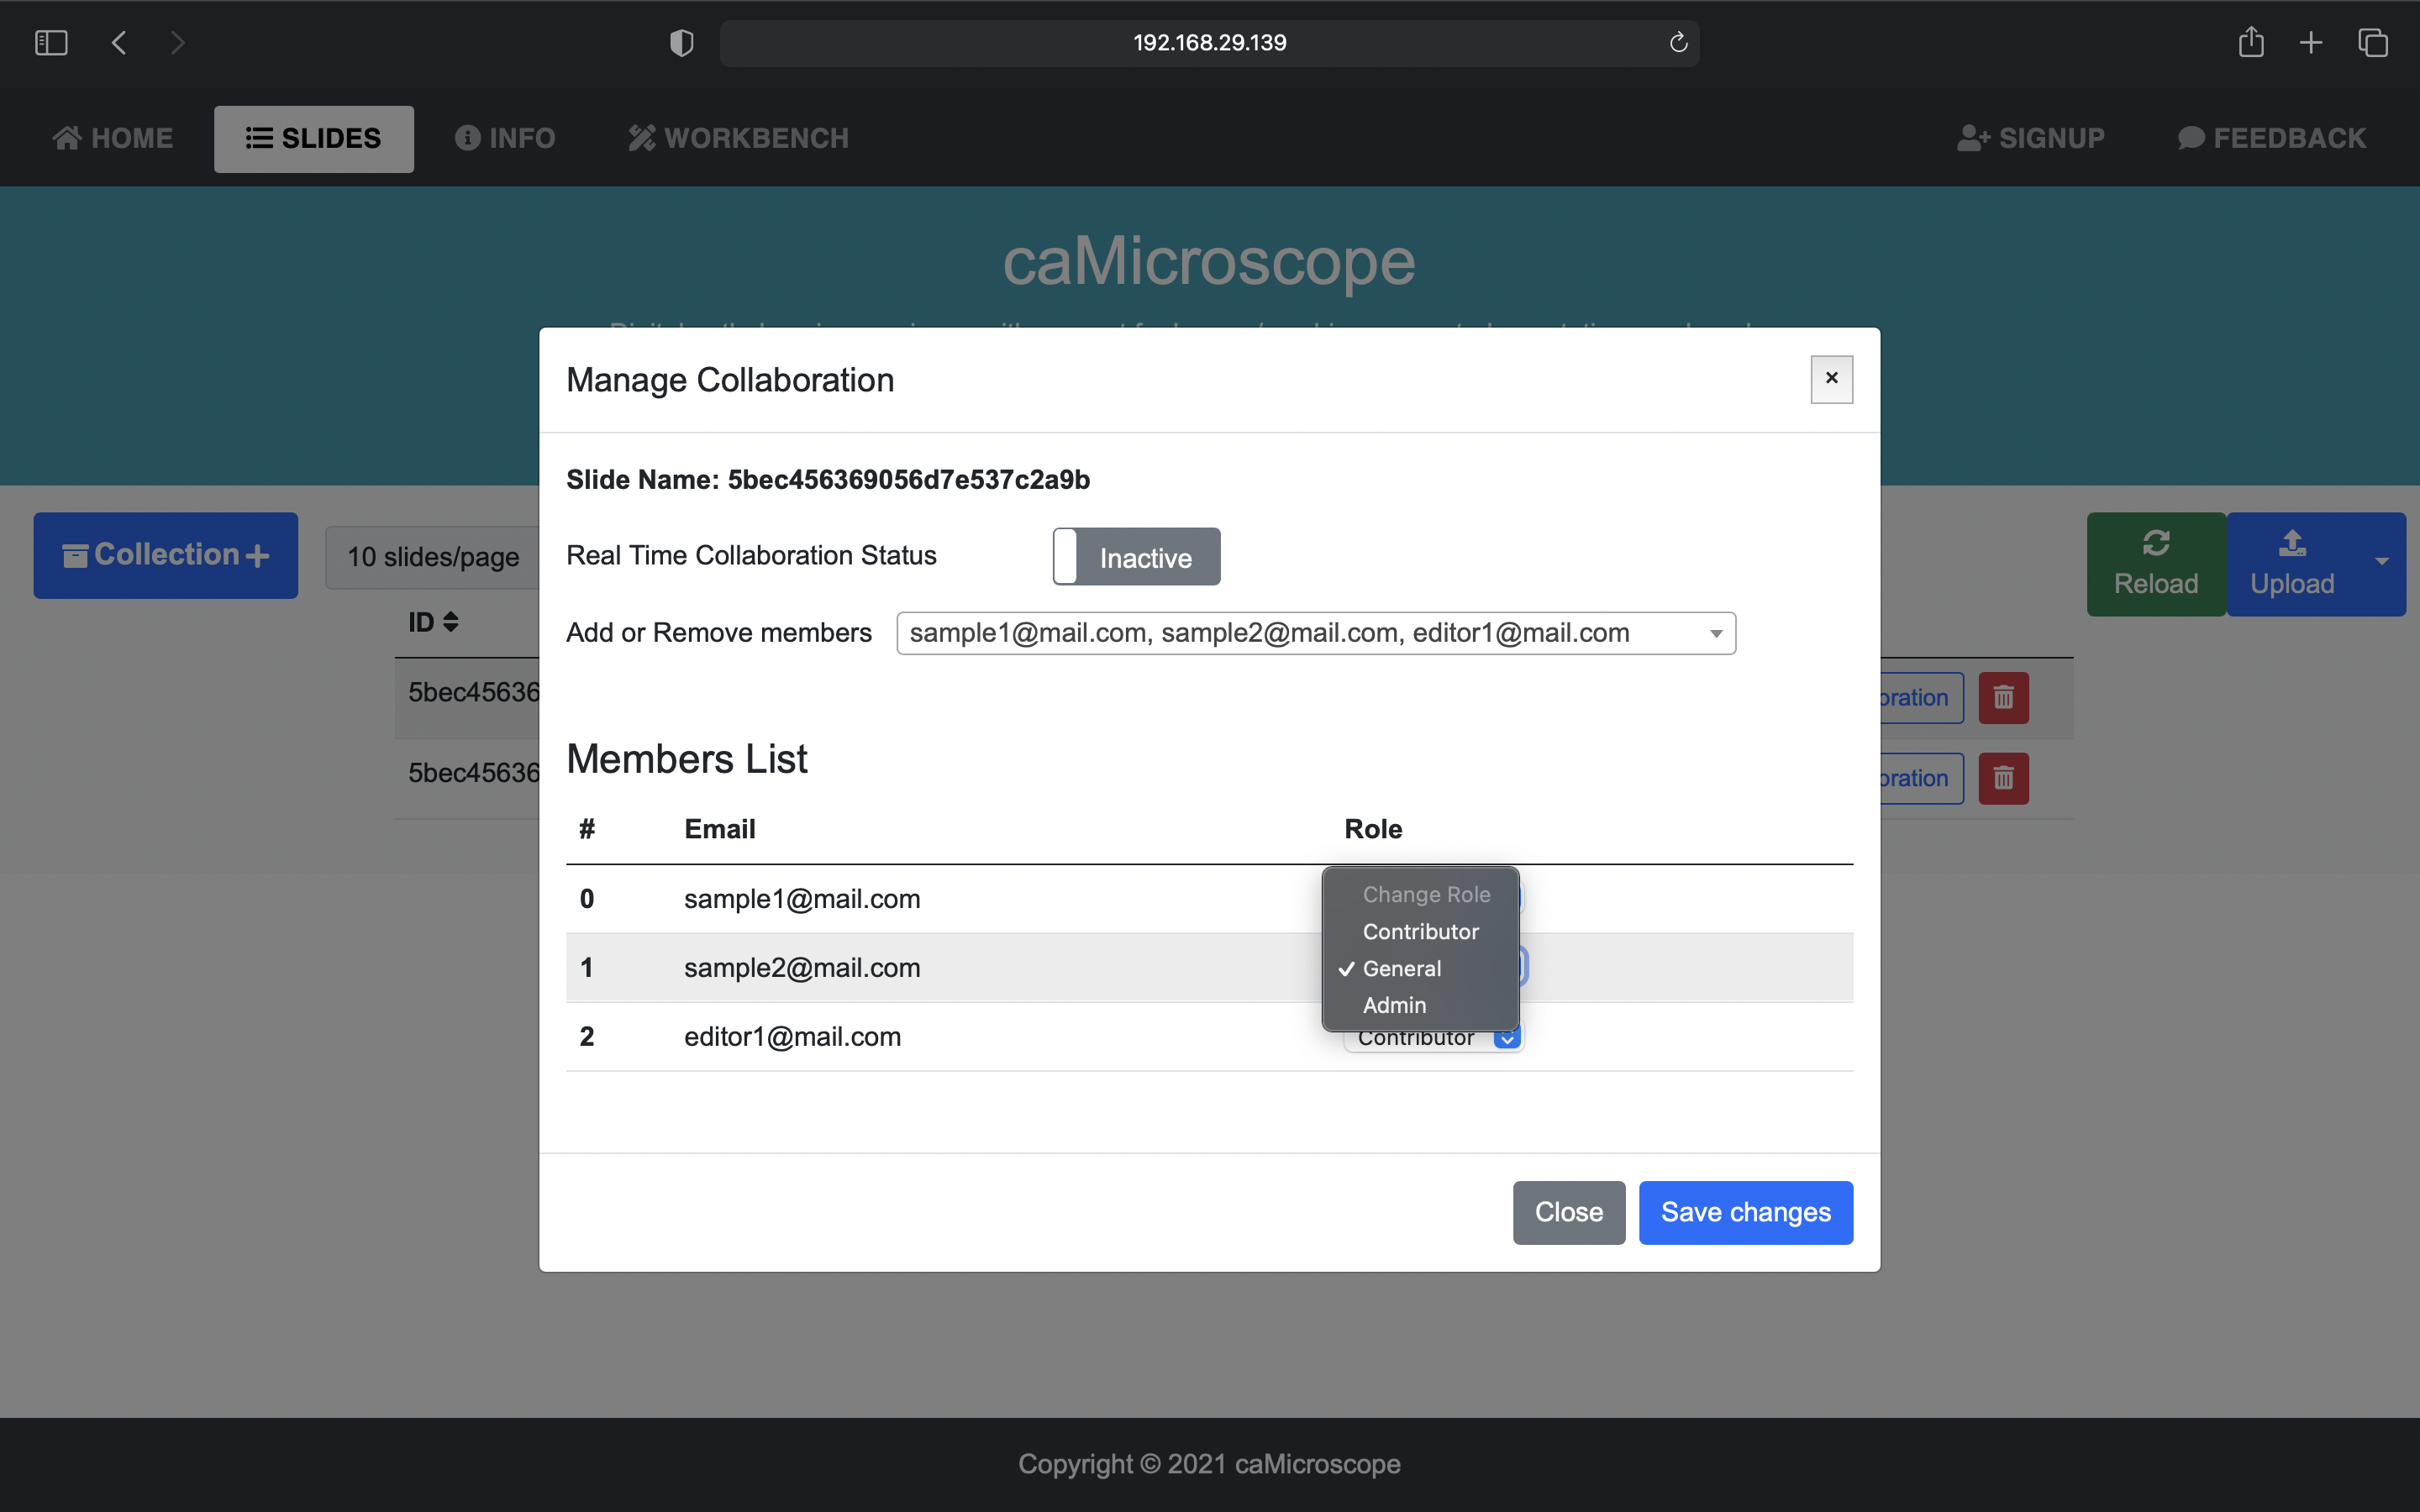 192.168.29.139
HOME SLIDES INFO WORKBENCH SIGNUP FEEDBACK
caMicroscope
Manage Collaboration
×
Slide Name: 5bec456369056d7e537c2a9b
Real Time Collaboration Status Inactive
Add or Remove members sample1@mail.com, sample2@mail.com, editor1@mail.com
Collection+ 10 slides/page
Reload Upload
ID
5bec45636 oration
5bec45636 oration
Members List
# Email Role
0 sample1@mail.com
1 sample2@mail.com
2 editor1@mail.com Contributor
Change Role
Contributor
✓ General
Admin
Close Save changes
Copyright © 2021 caMicroscope